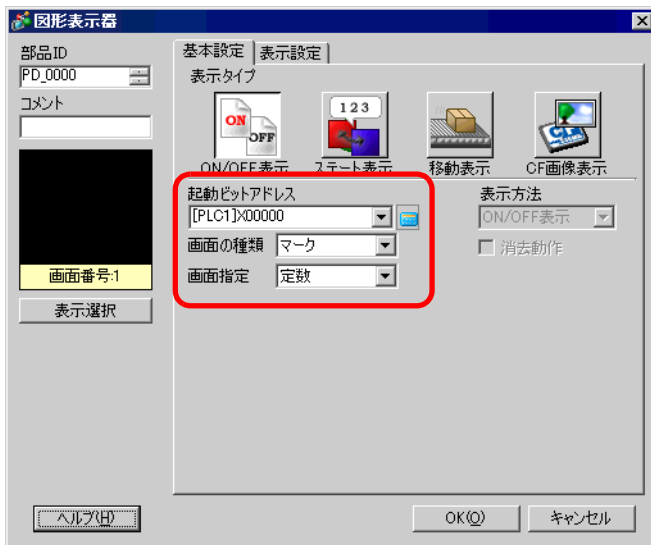 図形表示器
部品ID
PD_0000
コメント
画面番号:1
表示選択
基本設定
表示設定
表示タイプ
ON
OFF
123
CF
ON/OFF表示
ステート表示
移動表示
CF画像表示
起動ビットアドレス
[PLC1]X00000
画面の種類 マーク
画面指定 定数
表示方法
ON/OFF表示
消去動作
ヘルプ(H)
OK(O)
キャンセル